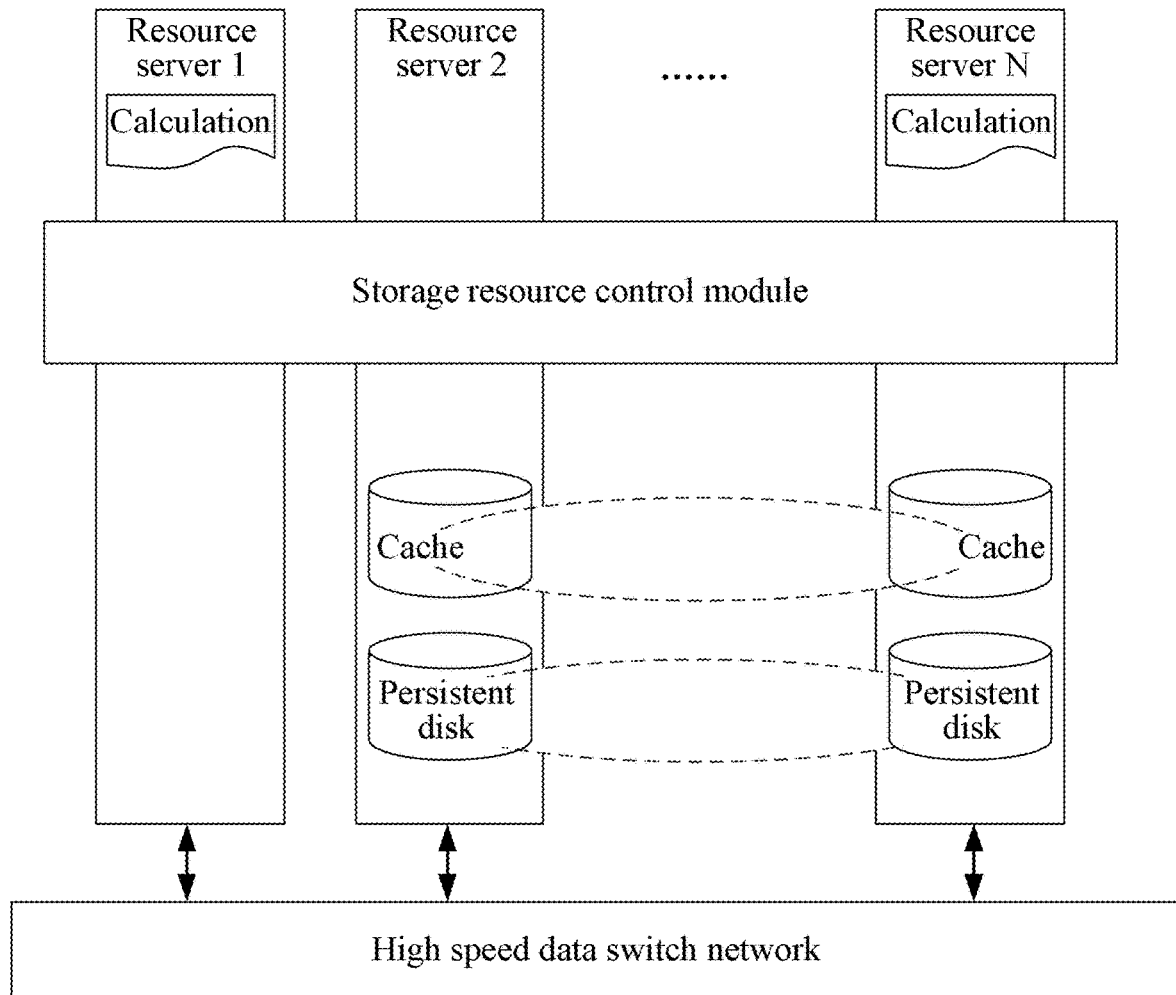 Resource
server 1
Resource
server 2
......
Resource
server N
Calculation
Calculation
Storage resource control module
Cache
Cache
Persistent
disk
Persistent
disk
High speed data switch network